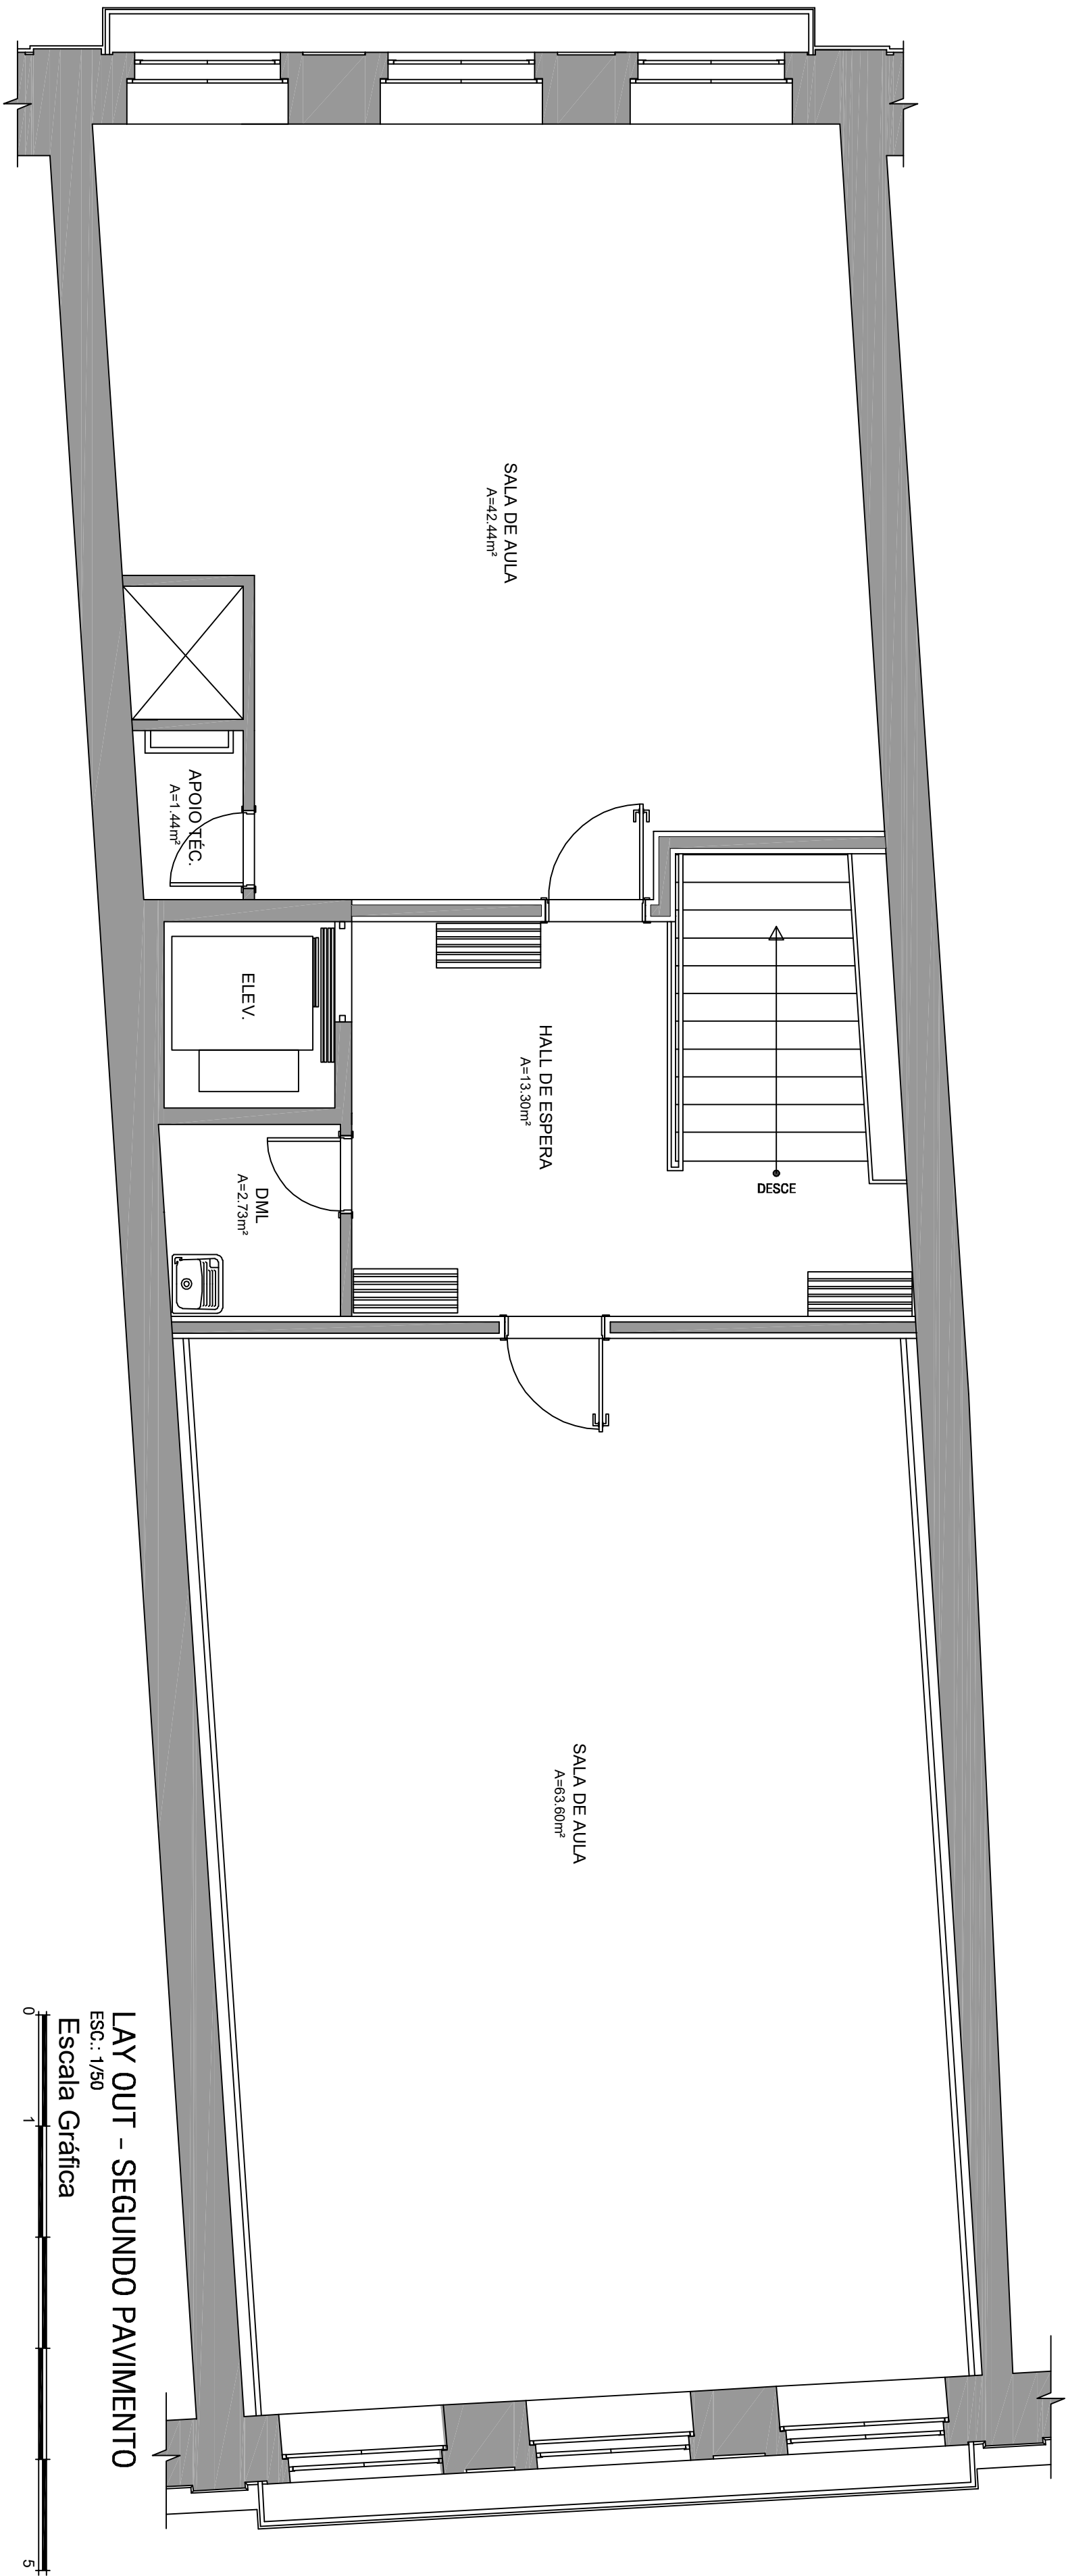 SALA DE AULA
A=42.44m²
APOIO TÉC.
A=1.44m²
ELEV.
HALL DE ESPERA
A=13.30m²
DESCE
DML
A=2.73m²
SALA DE AULA
A=63.60m²
LAY OUT - SEGUNDO PAVIMENTO
ESC.: 1/50
Escala Gráfica
0 1 5